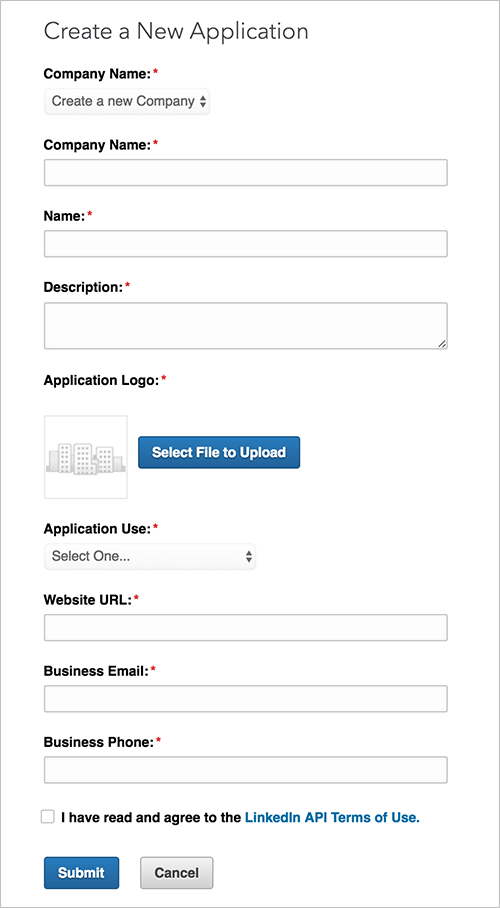 Create a New Application
Company Name:*
Create a new Company
Company Name:*
Name:*
Description:*
Application Logo:*
Select File to Upload
Application Use:*
Select One...
Website URL:*
Business Email:*
Business Phone:*
I have read and agree to the LinkedIn API Terms of Use.
Submit Cancel